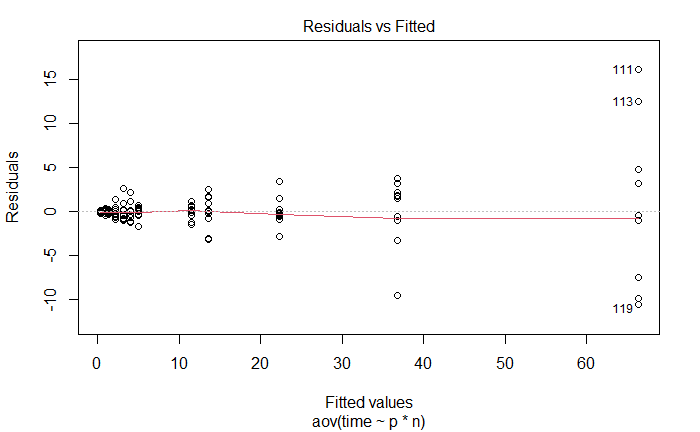 Residuals vs Fitted
Residuals
15
10
5
0
-5
-10
111
113
119
0 10 20 30 40 50 60
Fitted values
aov(time ~ p * n)